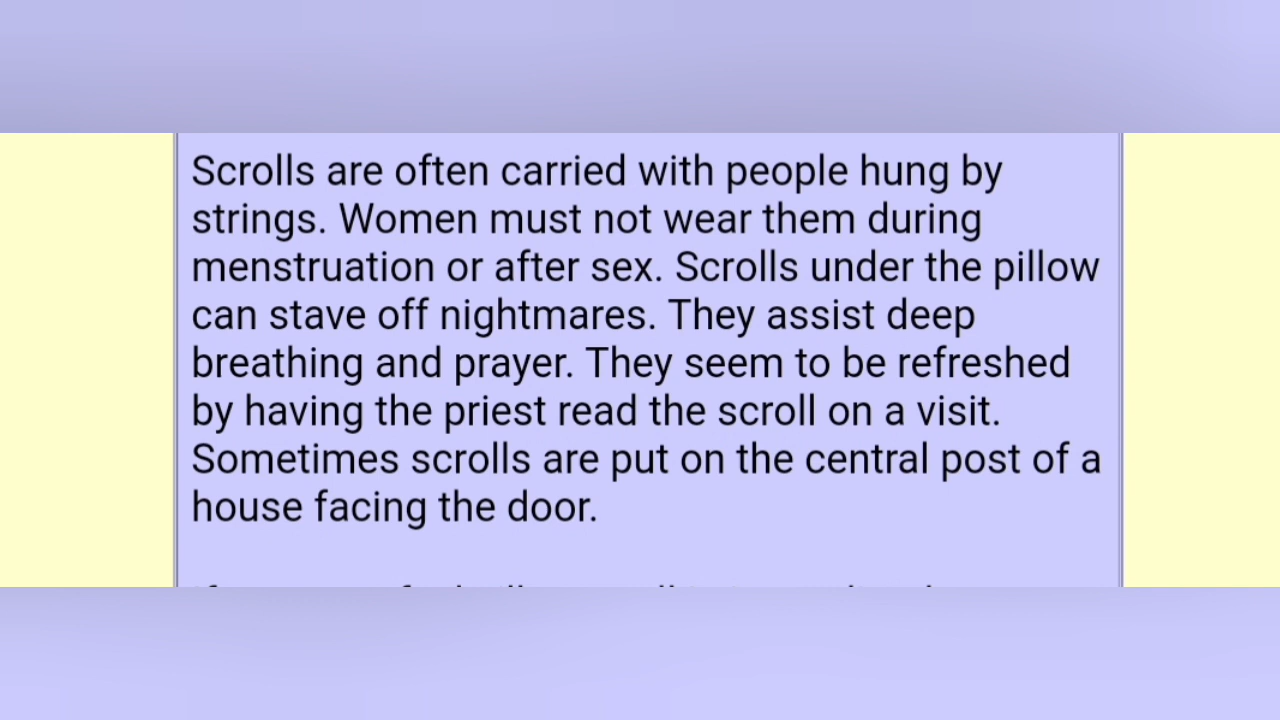 Scrolls are often carried with people hung by
strings. Women must not wear them during
menstruation or after sex. Scrolls under the pillow
can stave off nightmares. They assist deep
breathing and prayer. They seem to be refreshed
by having the priest read the scroll on a visit.
Sometimes scrolls are put on the central post of a
house facing the door.